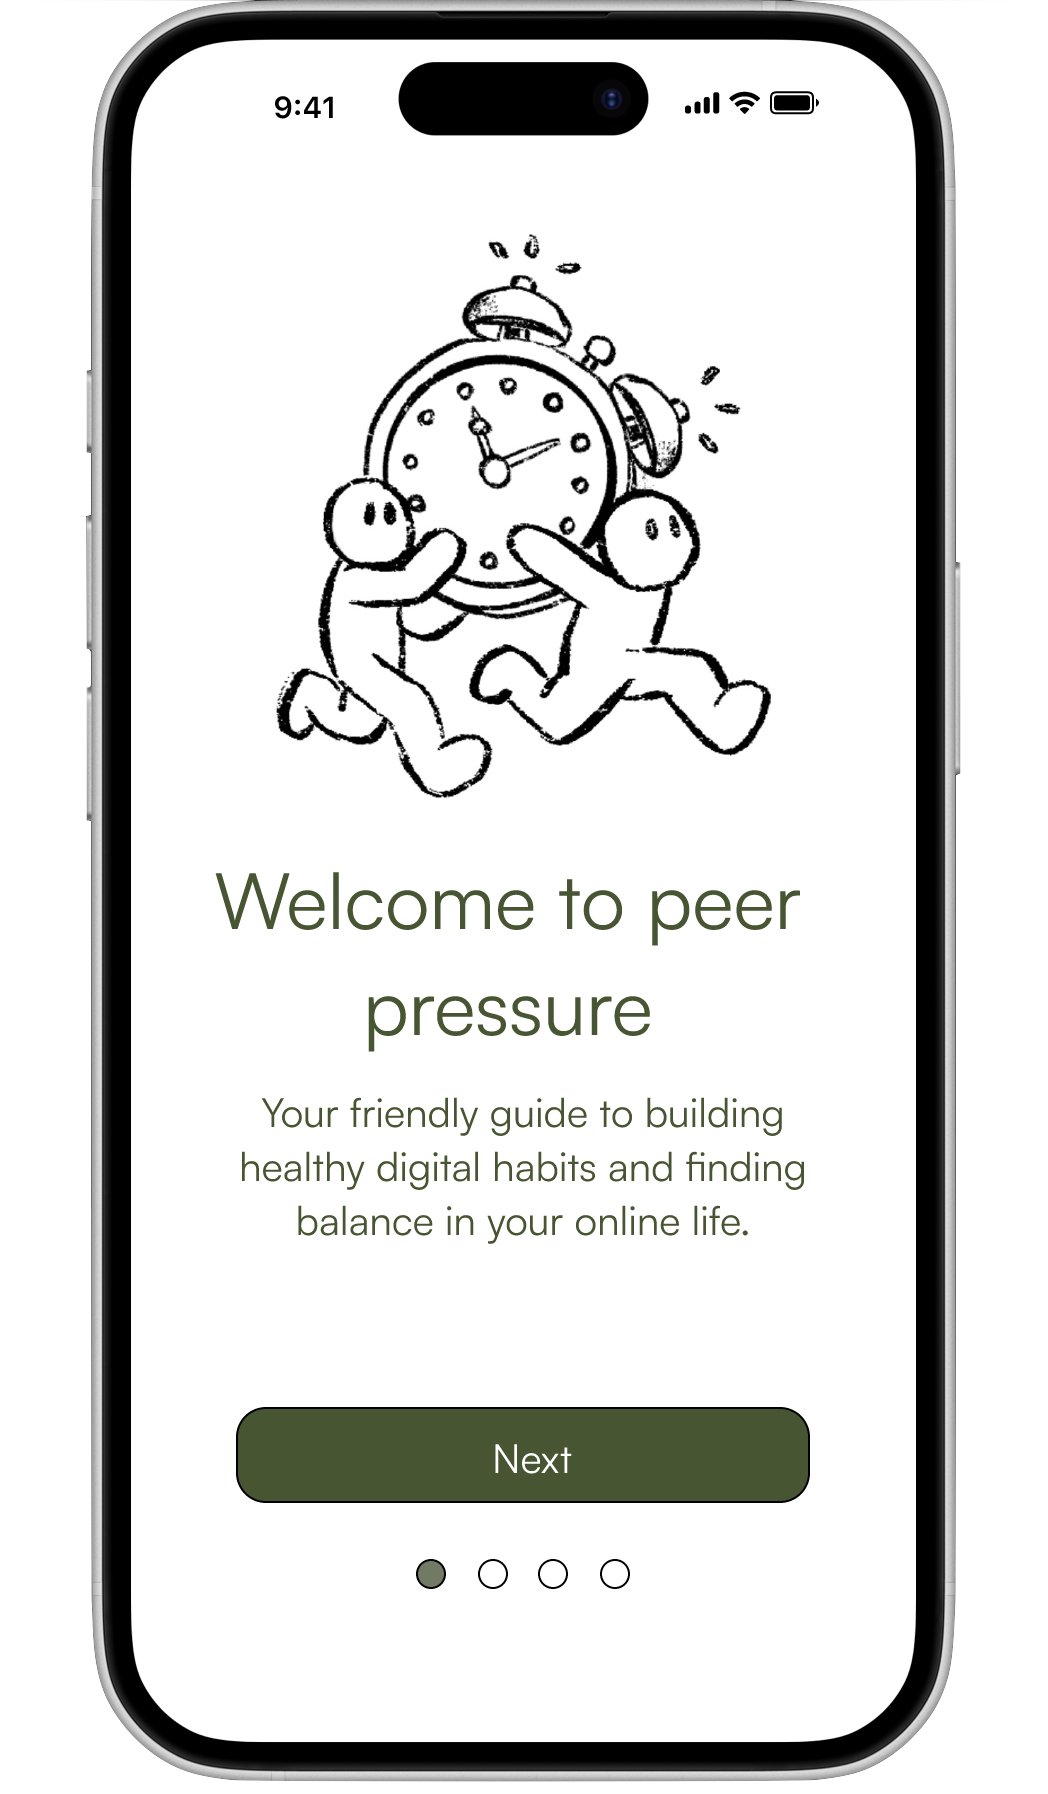 9:41
Welcome to peer
pressure
Your friendly guide to building
healthy digital habits and finding
balance in your online life.
Next